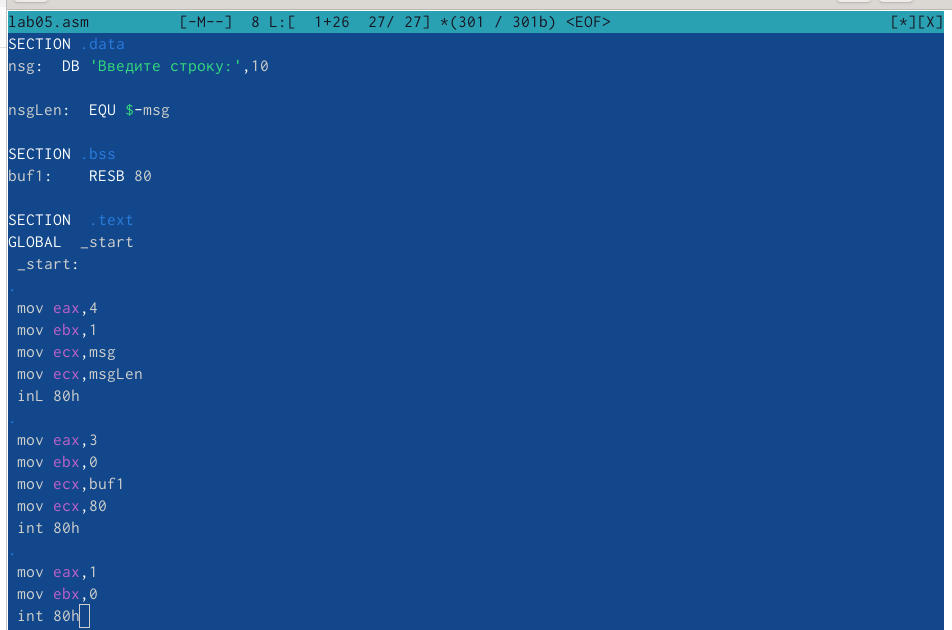 lab05.asm [-M--] 8 L:[ 1+26 27/ 27] *(301 / 301b) <EOF> [*][X]
SECTION .data
nsg: DB 'Введите строку:',10
nsgLen: EQU $-msg
SECTION .bss
buf1: RESB 80
SECTION .text
GLOBAL _start
_start:
.
mov eax,4
mov ebx,1
mov ecx,msg
mov ecx,msgLen
inL 80h
.
mov eax,3
mov ebx,0
mov ecx,buf1
mov ecx,80
int 80h
.
mov eax,1
mov ebx,0
int 80h